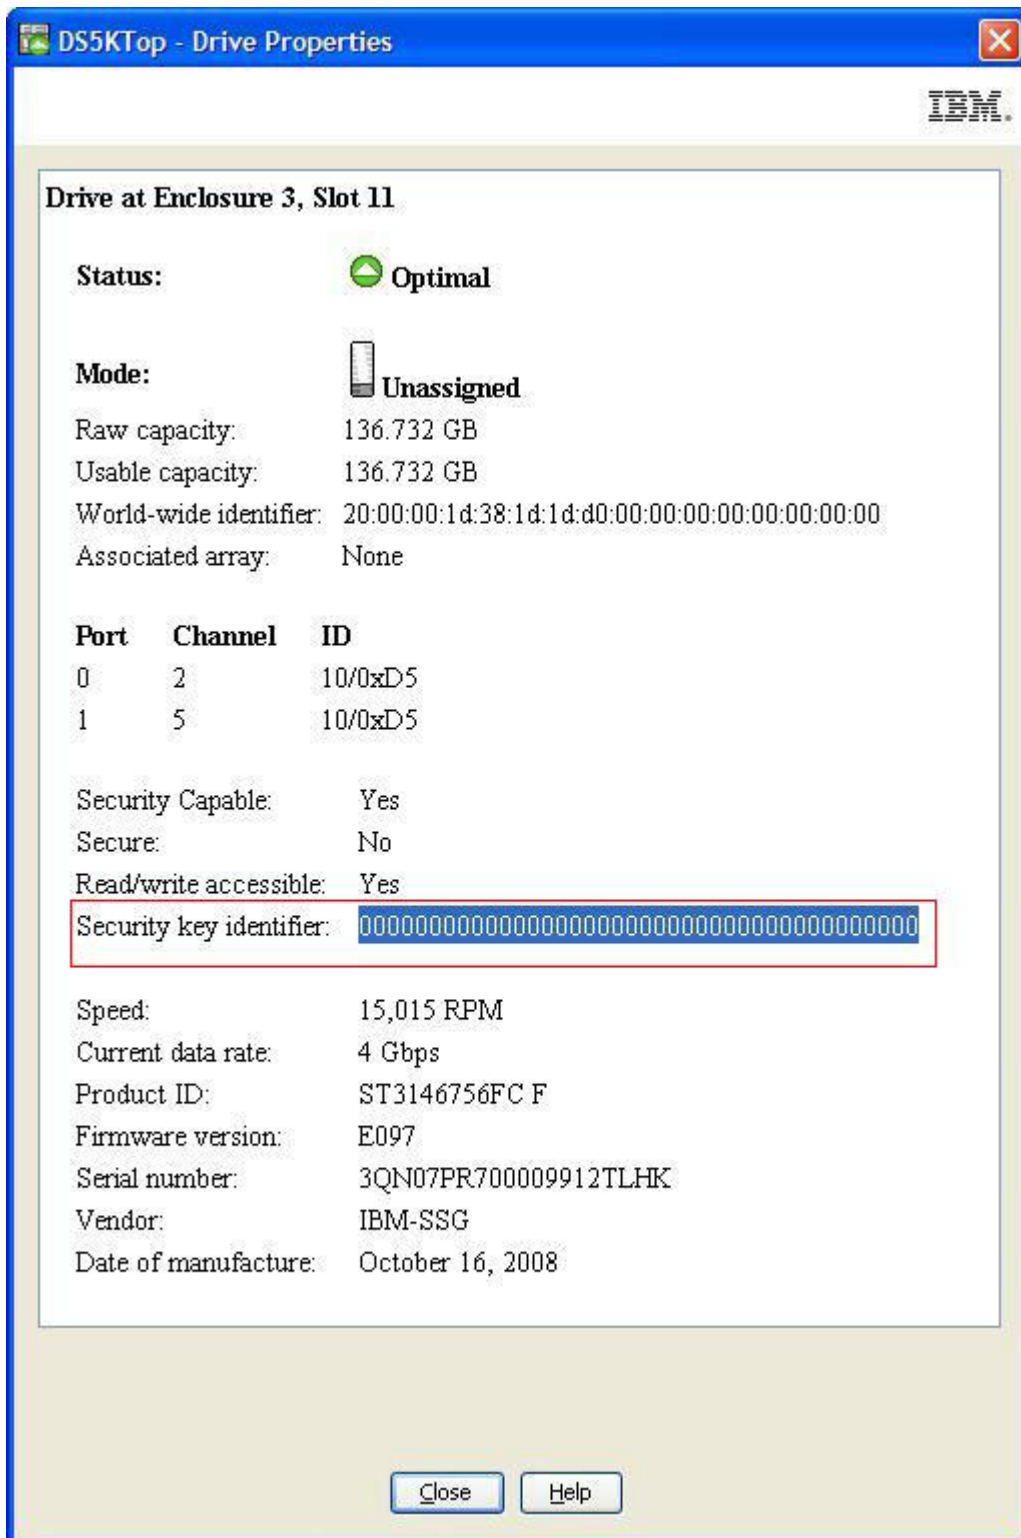 DS5KTop - Drive Properties
IBM.
Drive at Enclosure 3, Slot 11
Status: Optimal
Mode: Unassigned
Raw capacity: 136.732 GB
Usable capacity: 136.732 GB
World-wide identifier: 20:00:00:1d:38:1d:1d:d0:00:00:00:00:00:00:00:00
Associated array: None
Port Channel ID
0 2 10/0xD5
1 5 10/0xD5
Security Capable: Yes
Secure: No
Read/write accessible: Yes
Security key identifier: 0000000000000000000000000000000000000000
Speed: 15,015 RPM
Current data rate: 4 Gbps
Product ID: ST3146756FC F
Firmware version: E097
Serial number: 3QN07PR700009912TLHK
Vendor: IBM-SSG
Date of manufacture: October 16, 2008
Close Help